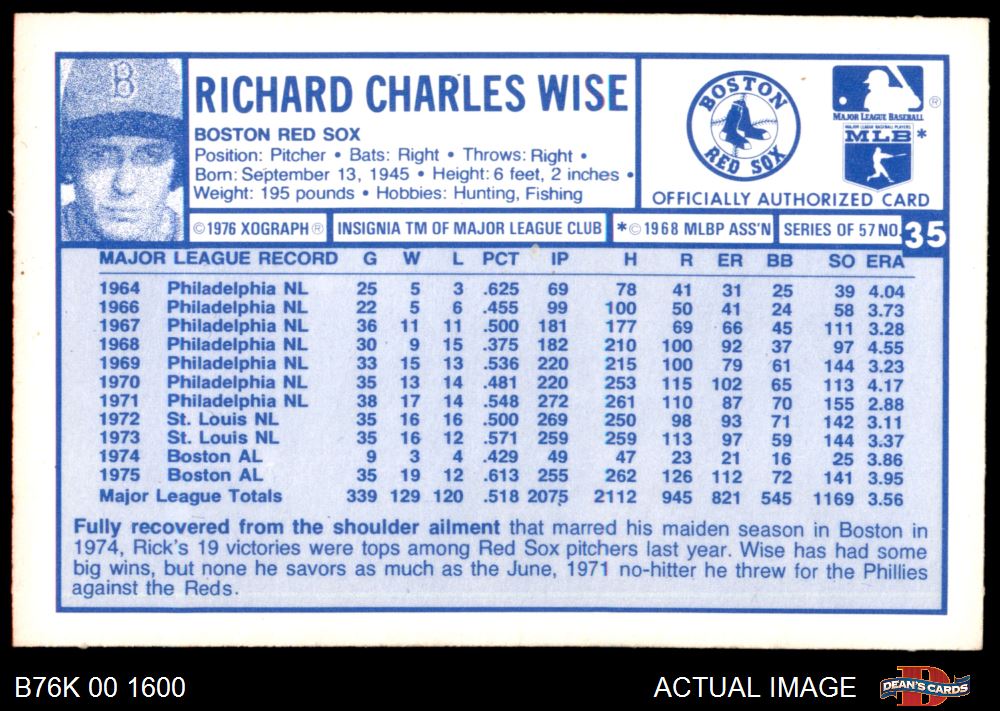 B
RICHARD CHARLES WISE
BOSTON RED SOX
Position: Pitcher • Bats: Right • Throws: Right •
Born: September 13, 1945 • Height: 6 feet, 2 inches •
Weight: 195 pounds • Hobbies: Hunting, Fishing
BOSTON
RED SOX
®
MAJOR LEAGUE BASEBALL
MAJOR LEAGUE BASEBALL PLAYERS
MLB *
OFFICIALLY AUTHORIZED CARD
©1976 XOGRAPH® INSIGNIA TM OF MAJOR LEAGUE CLUB *©1968 MLBP ASS'N SERIES OF 57 NO. 35
MAJOR LEAGUE RECORD G W L PCT IP H R ER BB SO ERA
1964 Philadelphia NL 25 5 3 .625 69 78 41 31 25 39 4.04
1966 Philadelphia NL 22 5 6 .455 99 100 50 41 24 58 3.73
1967 Philadelphia NL 36 11 11 .500 181 177 69 66 45 111 3.28
1968 Philadelphia NL 30 9 15 .375 182 210 100 92 37 97 4.55
1969 Philadelphia NL 33 15 13 .536 220 215 100 79 61 144 3.23
1970 Philadelphia NL 35 13 14 .481 220 253 115 102 65 113 4.17
1971 Philadelphia NL 38 17 14 .548 272 261 110 87 70 155 2.88
1972 St. Louis NL 35 16 16 .500 269 250 98 93 71 142 3.11
1973 St. Louis NL 35 16 12 .571 259 259 113 97 59 144 3.37
1974 Boston AL 9 3 4 .429 49 47 23 21 16 25 3.86
1975 Boston AL 35 19 12 .613 255 262 126 112 72 141 3.95
Major League Totals 339 129 120 .518 2075 2112 945 821 545 1169 3.56
Fully recovered from the shoulder ailment that marred his maiden season in Boston in
1974, Rick's 19 victories were tops among Red Sox pitchers last year. Wise has had some
big wins, but none he savors as much as the June, 1971 no-hitter he threw for the Phillies
against the Reds.
B76K 00 1600
ACTUAL IMAGE
D
DEAN'S CARDS